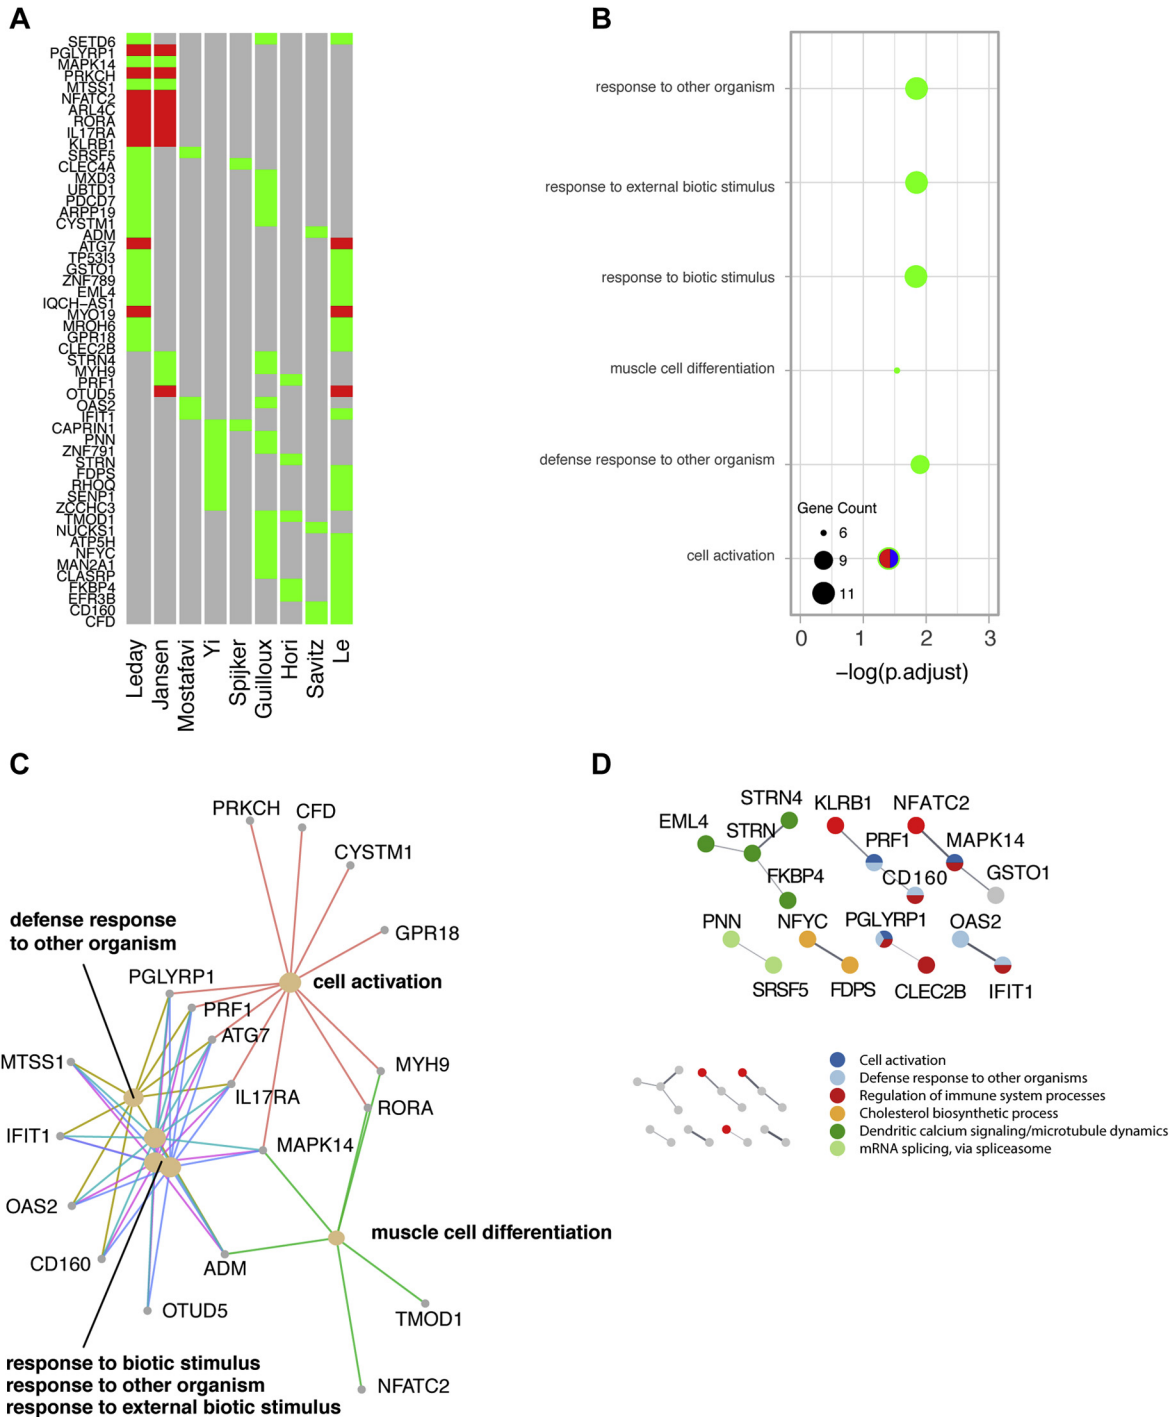 A
SETD6
PGLYRP1
MAPK14
PRKCH
MTSS1
NFATC2
ARL4C
RORA
IL17RA
KLRB1
SRSF5
CLEC4A
MXD3
UBTD1
PDCD7
ARPP19
CYSTM1
ADM
ATG7
TP53I3
GSTO1
ZNF789
EML4
IQCH−AS1
MYO19
MROH6
GPR18
CLEC2B
STRN4
MYH9
PRF1
OTUD5
OAS2
IFIT1
CAPRIN1
PNN
ZNF791
STRN
FDPS
RHOQ
SENP1
ZCCHC3
TMOD1
NUCKS1
ATP5H
NFYC
MAN2A1
CLASRP
FKBP4
EFR3B
CD160
CFD
Leday
Jansen
Mostafavi
Yi
Spijker
Guilloux
Hori
Savitz
Le
B
response to other organism
response to external biotic stimulus
response to biotic stimulus
muscle cell differentiation
defense response to other organism
cell activation
Gene Count
6
9
11
0 1 2 3
−log(p.adjust)
C
PRKCH
CFD
CYSTM1
GPR18
defense response
to other organism
cell activation
PGLYRP1
PRF1
ATG7
MTSS1
MYH9
IL17RA
RORA
IFIT1
MAPK14
OAS2
muscle cell differentiation
CD160
ADM
OTUD5
TMOD1
response to biotic stimulus
response to other organism
response to external biotic stimulus
NFATC2
D
STRN4
KLRB1
NFATC2
EML4
STRN
PRF1
MAPK14
FKBP4
CD160
GSTO1
PNN
NFYC
PGLYRP1
OAS2
SRSF5
FDPS
CLEC2B
IFIT1
Cell activation
Defense response to other organisms
Regulation of immune system processes
Cholesterol biosynthetic process
Dendritic calcium signaling/microtubule dynamics
mRNA splicing, via spliceasome